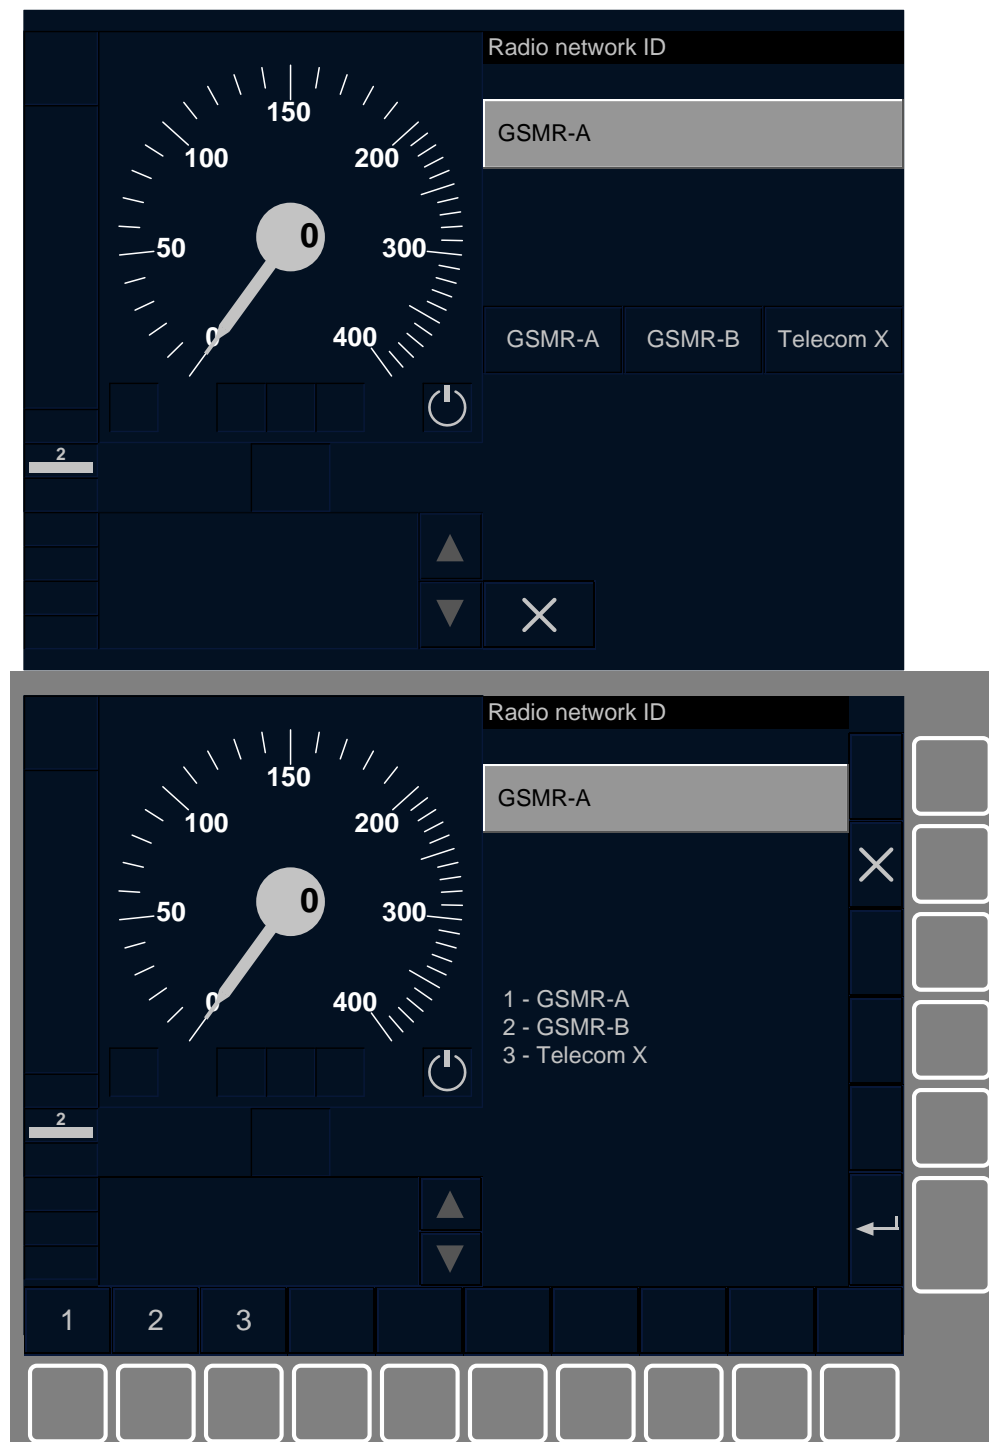 Radio network ID
GSMR-A
150
100
200
50
0
300
0
400
GSMR-A GSMR-B Telecom X
2
Radio network ID
GSMR-A
150
100
200
50
0
300
0
400
1 - GSMR-A
2 - GSMR-B
3 - Telecom X
2
1 2 3